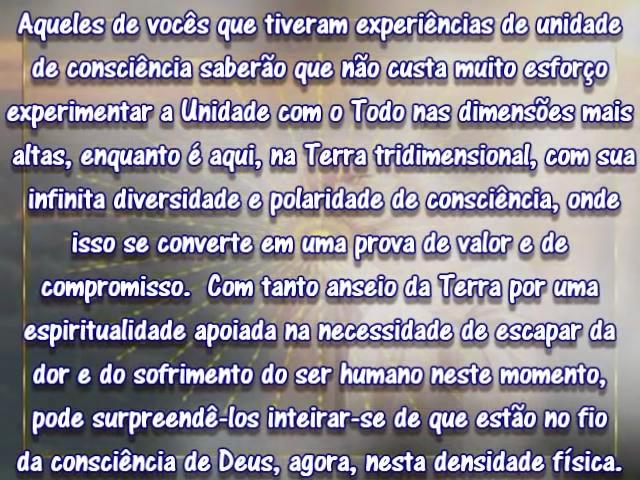 Aqueles de vocês que tiveram experiências de unidade
de consciência saberão que não custa muito esforço
experimentar a Unidade com o Todo nas dimensões mais
altas, enquanto é aqui, na Terra tridimensional, com sua
infinita diversidade e polaridade de consciência, onde
isso se converte em uma prova de valor e de
compromisso. Com tanto anseio da Terra por uma
espiritualidade apoiada na necessidade de escapar da
dor e do sofrimento do ser humano neste momento,
pode surpreendê-los inteirar-se de que estão no fio
da consciência de Deus, agora, nesta densidade física.